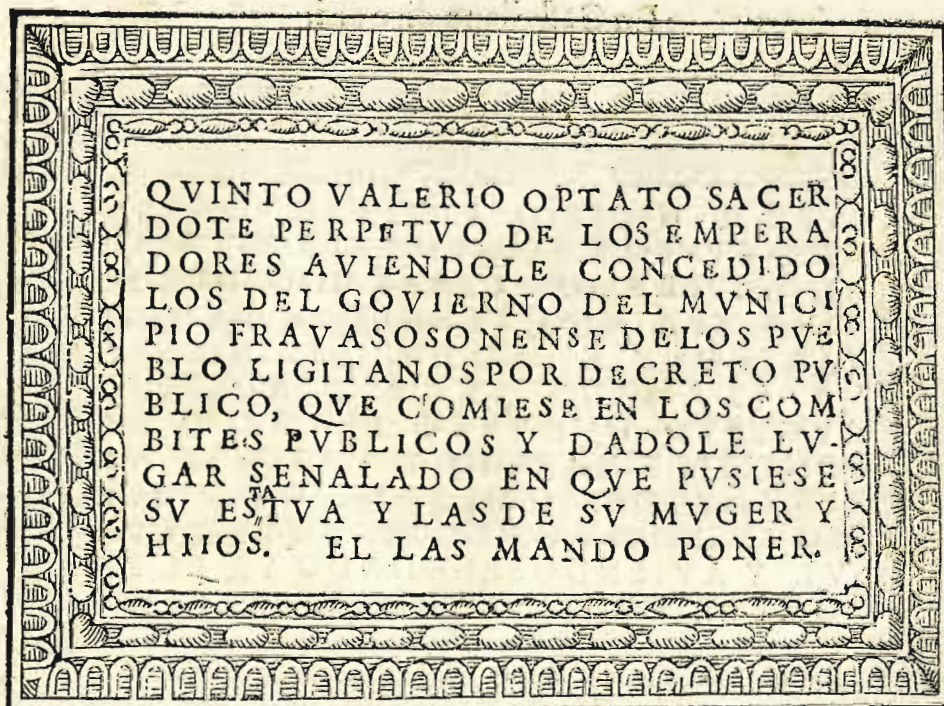 QVINTO VALERIO OPTATO SACER
DOTE PERPETVO DE LOS EMPERA
DORES AVIENDOLE CONCEDIDO
LOS DEL GOVIERNO DEL MVNICI
PIO FRAVASOSONENSE DELOS PVE
BLO LIGITANOS POR DECRETO PV
BLICO, QVE COMIESE EN LOS COM
BITES PVBLICOS Y DADOLE LV-
GAR SENALADO EN QVE PVSIESE
SV ESTATVA Y LAS DE SV MVGER Y
HIIOS. EL LAS MANDO PONER.